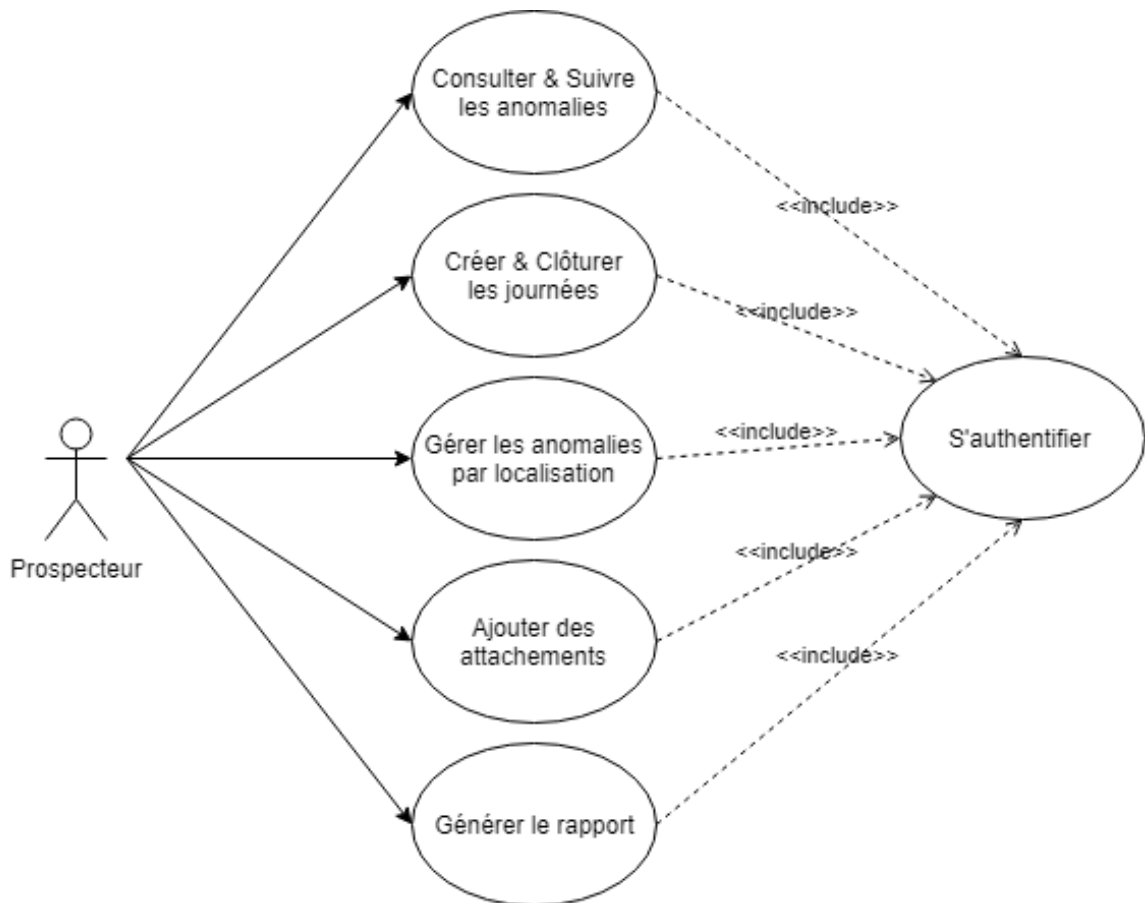 Consulter & Suivre
les anomalies
<<include>>
Créer & Clôturer
les journées
<<include>>
Gérer les anomalies
par localisation
<<include>>
S'authentifier
Prospecteur
Ajouter des
attachements
<<include>>
Générer le rapport
<<include>>